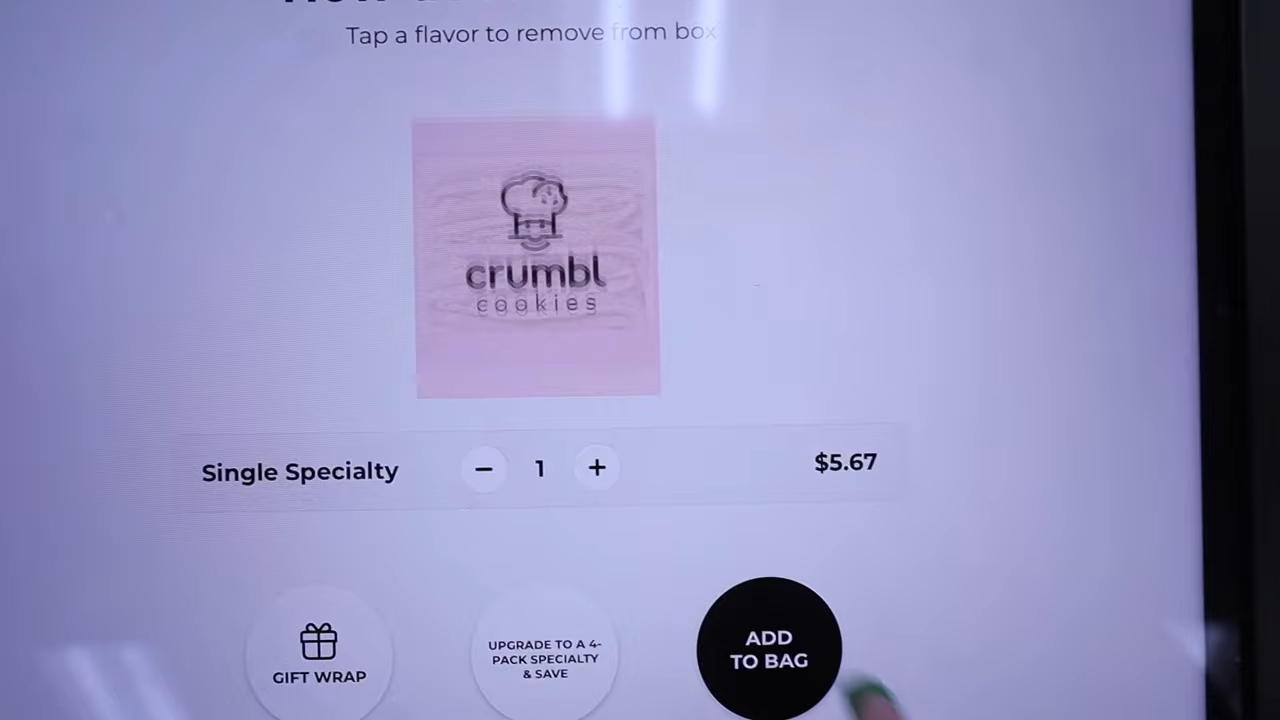 Tap a flavor to remove from box
crumbl
cookies
Single Specialty − 1 + $5.67
GIFT WRAP
UPGRADE TO A 4-
PACK SPECIALTY
& SAVE
ADD
TO BAG